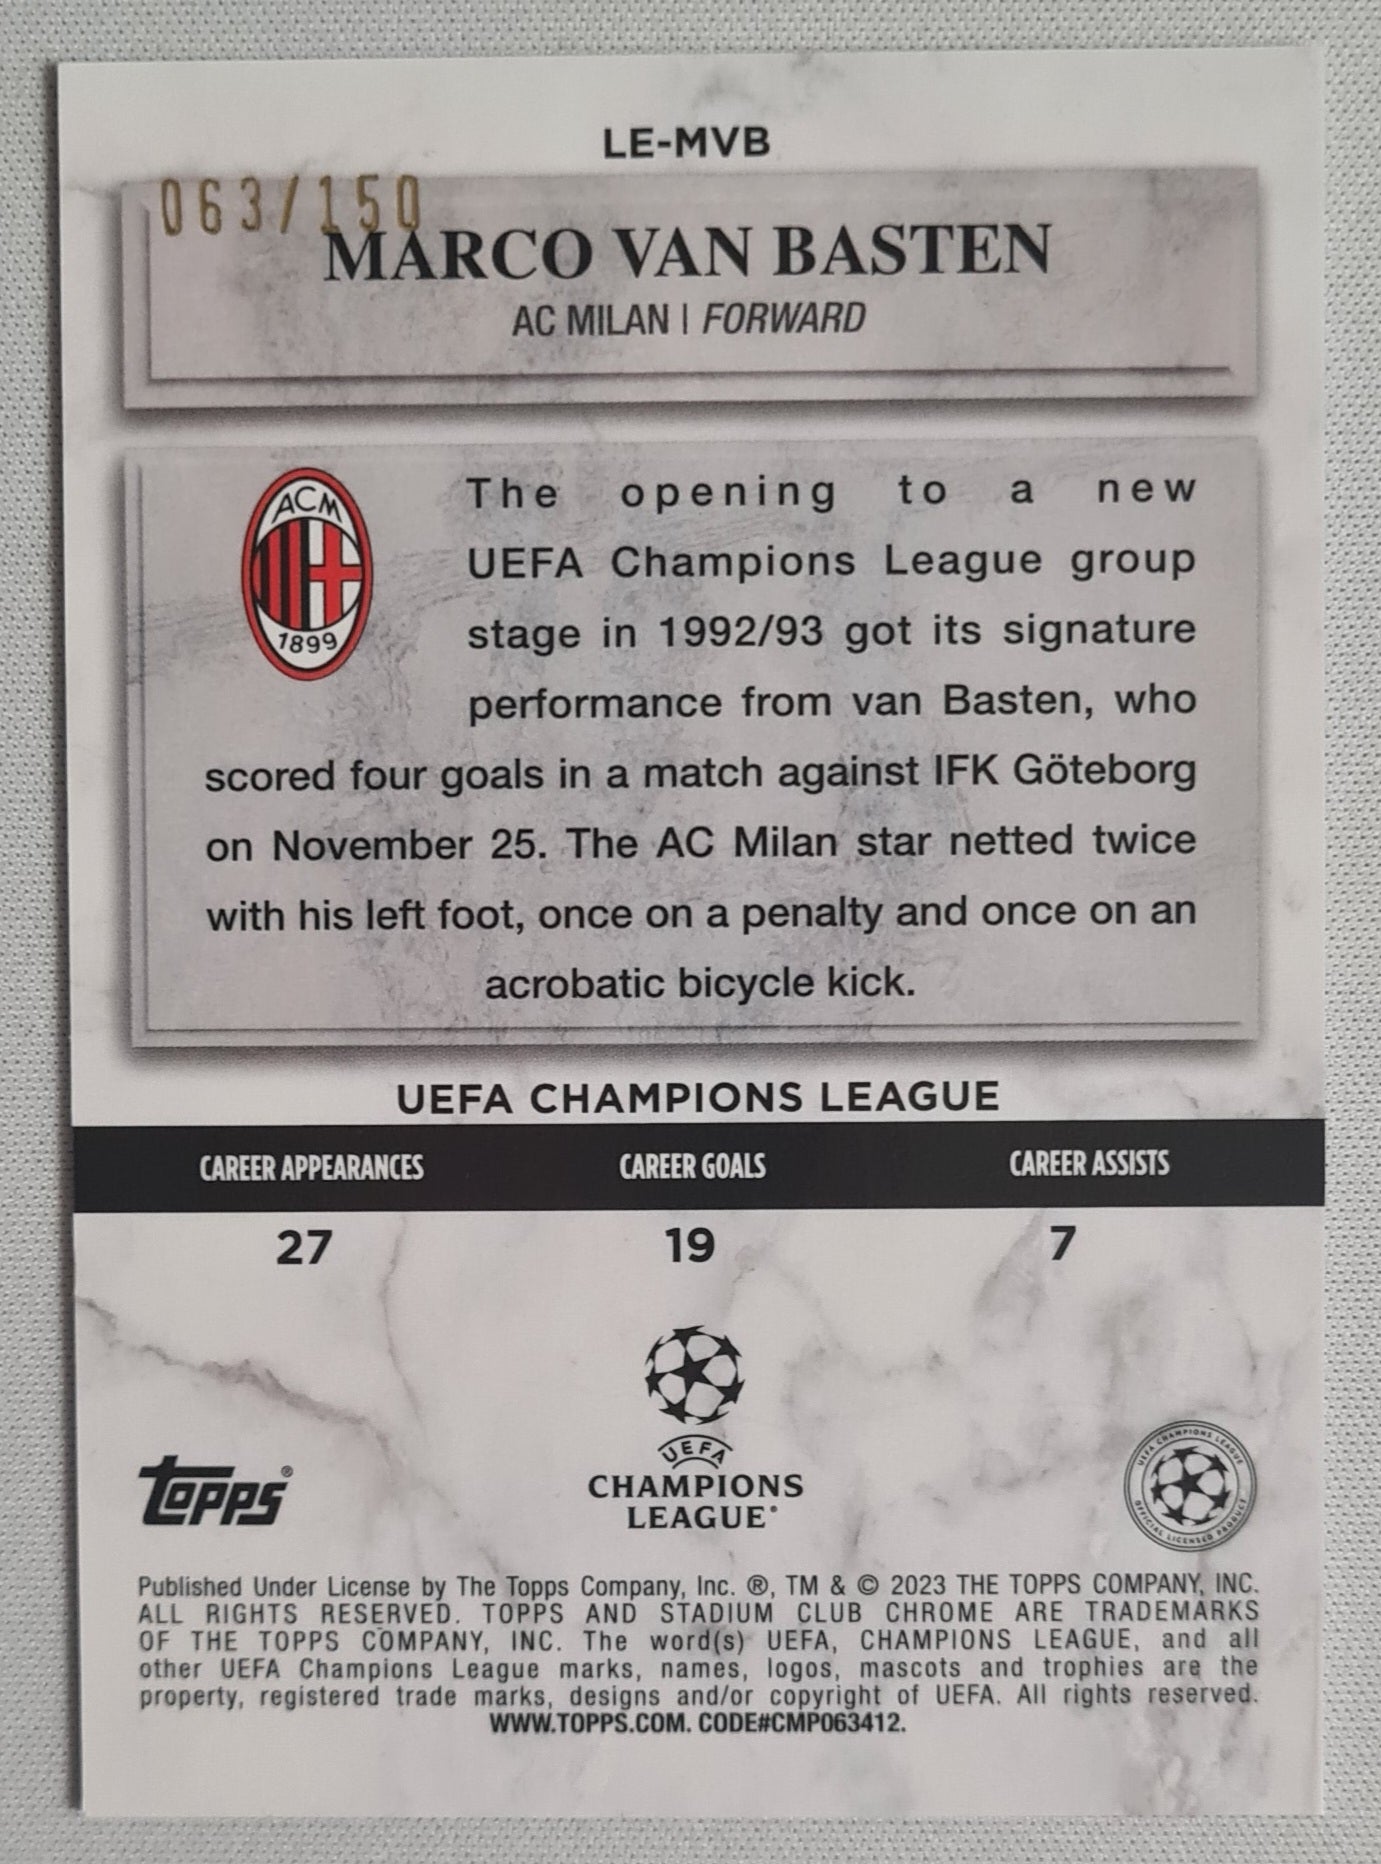 LE-MVB
063/150
MARCO VAN BASTEN
AC MILAN | FORWARD
ACM
1899
The opening to a new
UEFA Champions League group
stage in 1992/93 got its signature
performance from van Basten, who
scored four goals in a match against IFK Göteborg
on November 25. The AC Milan star netted twice
with his left foot, once on a penalty and once on an
acrobatic bicycle kick.
UEFA CHAMPIONS LEAGUE
CAREER APPEARANCES CAREER GOALS CAREER ASSISTS
27 19 7
UEFA
CHAMPIONS
LEAGUE®
topps®
UEFA CHAMPIONS LEAGUE
OFFICIAL LICENSED PRODUCT
Published Under License by The Topps Company, Inc. ®, TM & © 2023 THE TOPPS COMPANY, INC.
ALL RIGHTS RESERVED. TOPPS AND STADIUM CLUB CHROME ARE TRADEMARKS
OF THE TOPPS COMPANY, INC. The word(s) UEFA, CHAMPIONS LEAGUE, and all
other UEFA Champions League marks, names, logos, mascots and trophies are the
property, registered trade marks, designs and/or copyright of UEFA. All rights reserved.
WWW.TOPPS.COM. CODE#CMP063412.